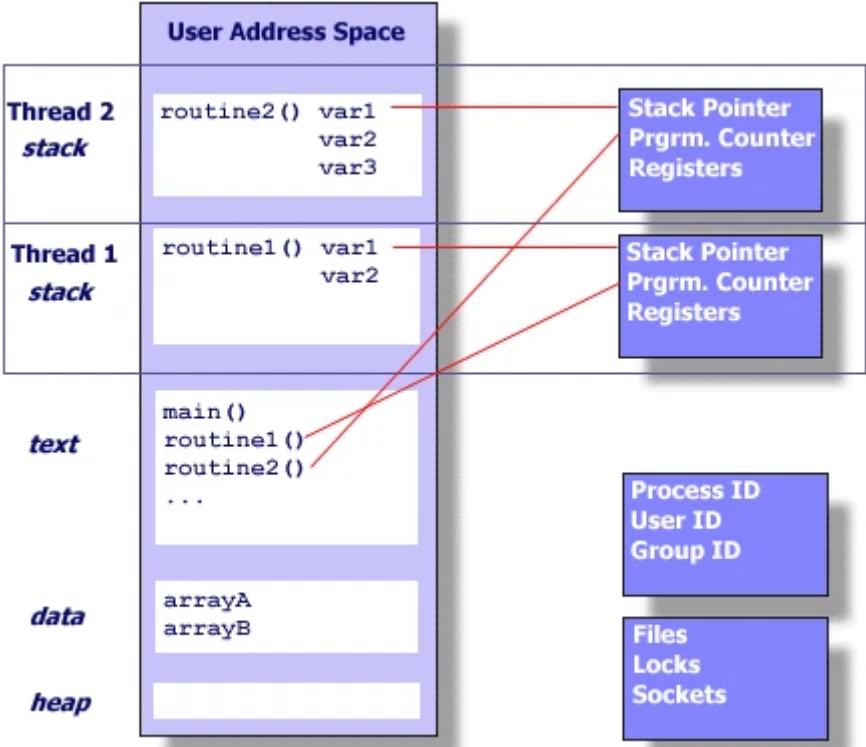 User Address Space
Thread 2
stack
routine2() var1
var2
var3
Stack Pointer
Prgrm. Counter
Registers
Thread 1
stack
routine1() var1
var2
Stack Pointer
Prgrm. Counter
Registers
text
main()
routine1()
routine2()
...
Process ID
User ID
Group ID
data
arrayA
arrayB
Files
Locks
Sockets
heap